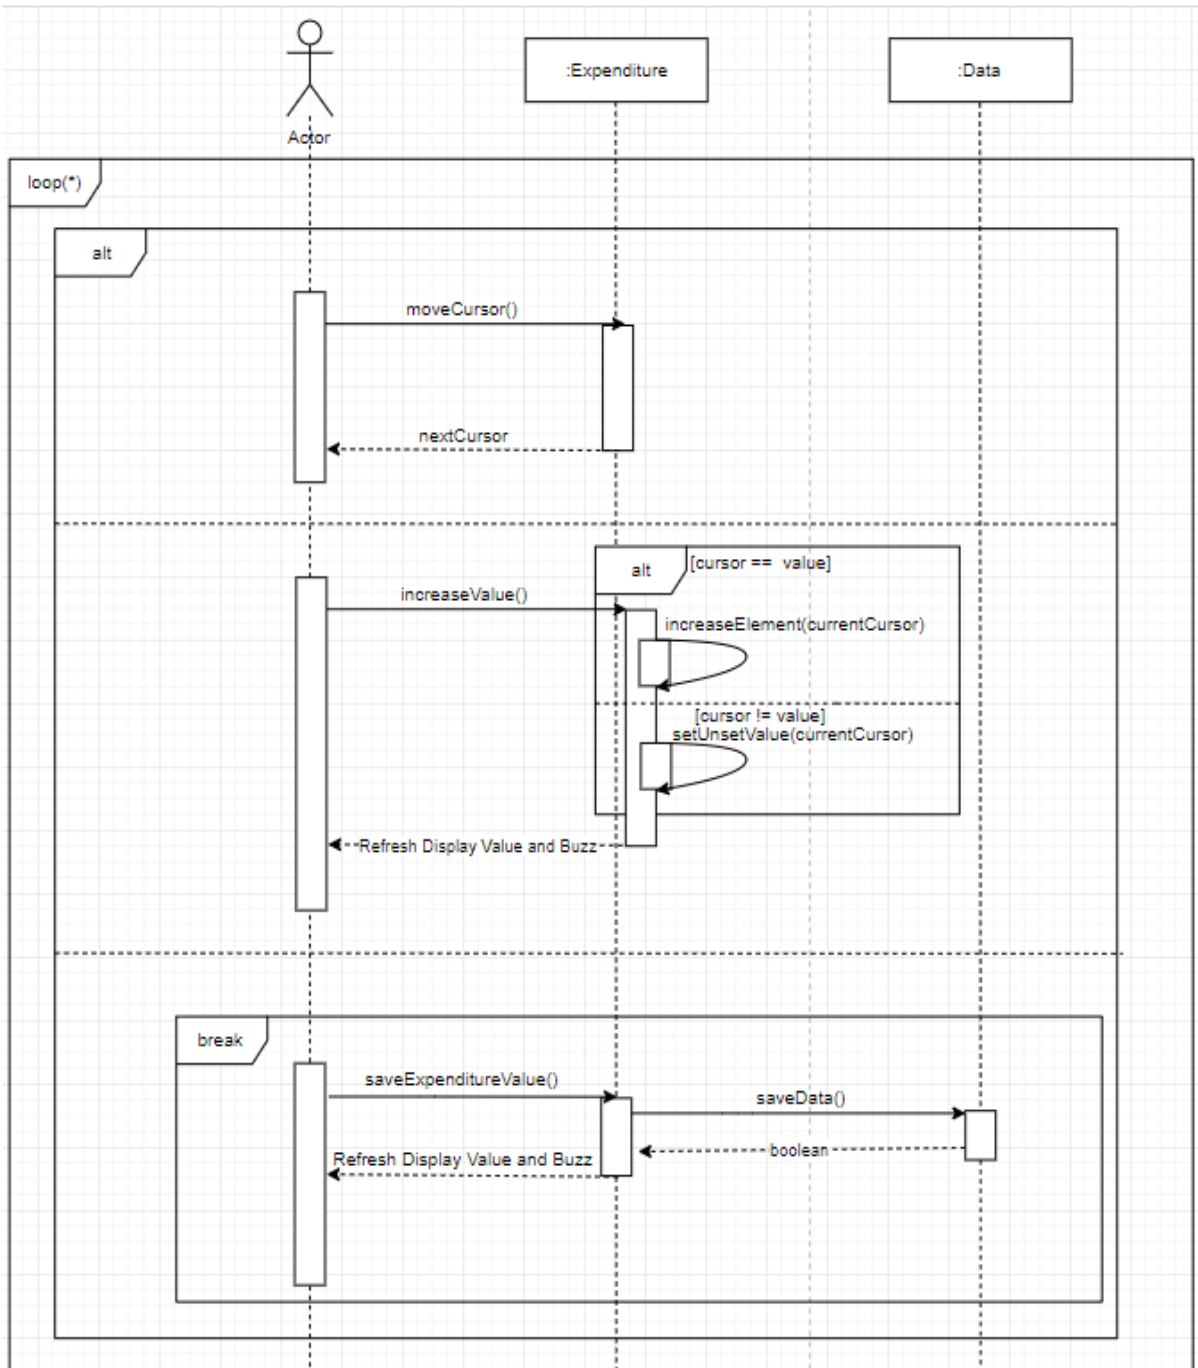 :Expenditure
:Data
Actor
loop(*)
alt
moveCursor()
nextCursor
alt
[cursor ==  value]
increaseValue()
increaseElement(currentCursor)
[cursor != value]
setUnsetValue(currentCursor)
Refresh Display Value and Buzz
break
saveExpenditureValue()
saveData()
boolean
Refresh Display Value and Buzz